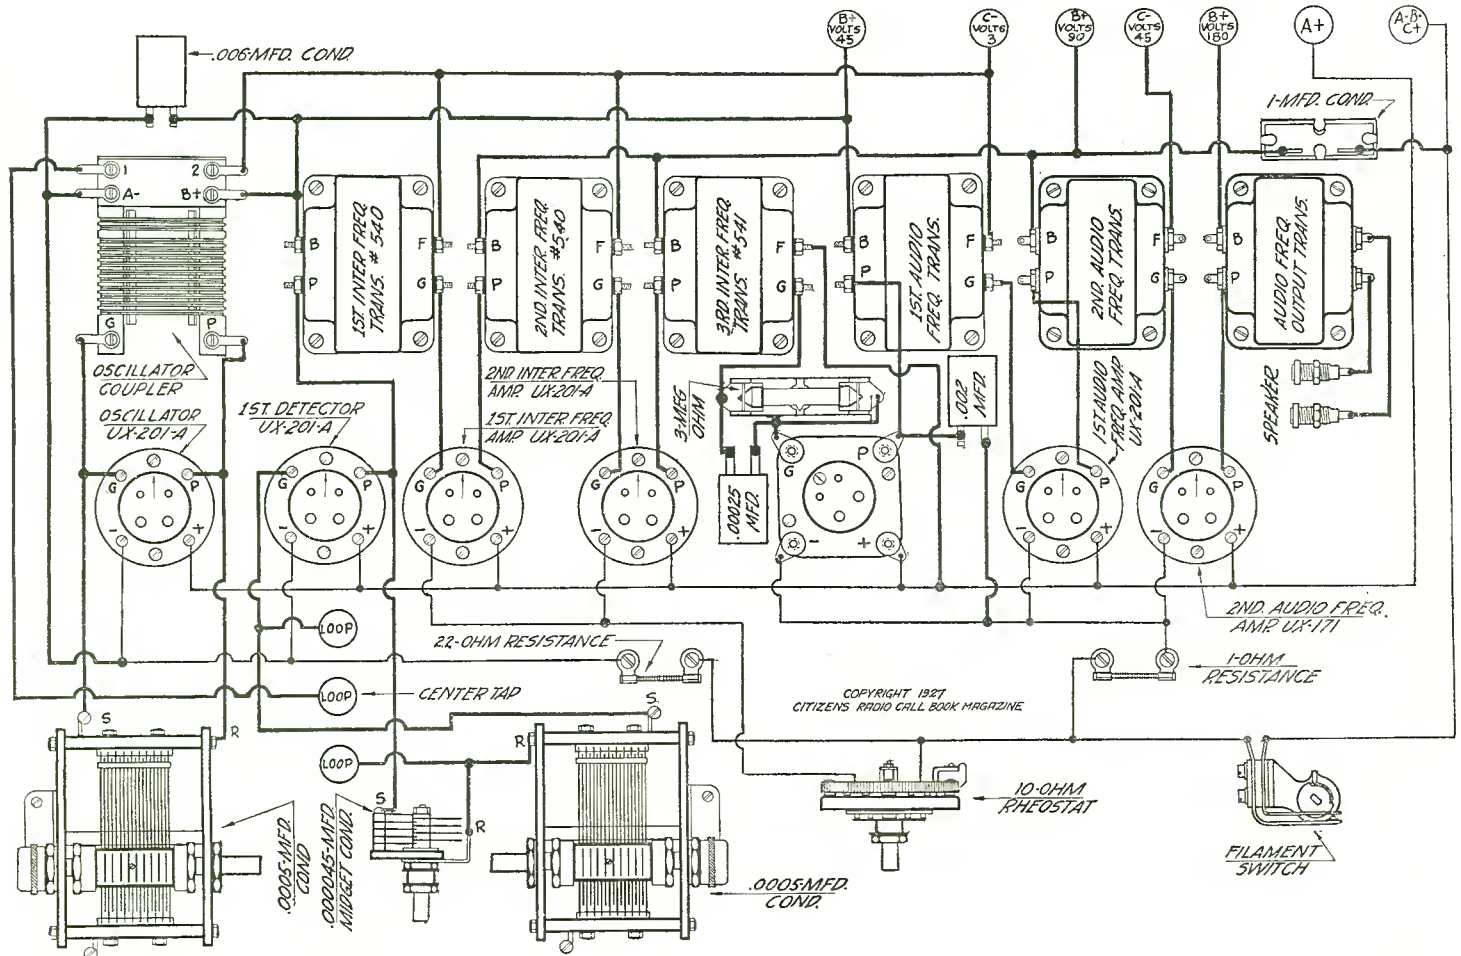 B+
VOLTS
45
C-
VOLTS
3
B+
VOLTS
90
C-
VOLTS
45
B+
VOLTS
180
A+
A-B-
C+
.006-MFD. COND.
1-MFD. COND.
1
2
A-
B+
G
P
OSCILLATOR
COUPLER
B
F
P
G
1ST INTER FREQ.
TRANS. # 540
B
F
P
G
2ND. INTER FREQ.
TRANS. #540
B
F
P
G
3RD. INTER. FREQ.
TRANS. #541
B
F
P
G
1ST. AUDIO
FREQ. TRANS.
B
F
P
G
2ND. AUDIO
FREQ. TRANS.
B
P
AUDIO FREQ.
OUTPUT TRANS.
OSCILLATOR
UX-201-A
1ST. DETECTOR
UX-201-A
2ND. INTER FREQ.
AMP. UX-201-A
1ST. INTER FREQ.
AMP. UX-201-A
3-MEG
OHM
.002
MFD.
1ST AUDIO
FREQ. AMP.
UX-201-A
SPEAKER
G
P
-
+
G
P
-
+
G
P
-
+
G
P
-
+
.00025
MFD.
G
P
-
+
G
P
-
+
G
P
-
+
2ND. AUDIO FREQ.
AMP. UX-171
LOOP
22-OHM RESISTANCE
1-OHM
RESISTANCE
LOOP
CENTER TAP
COPYRIGHT 1927
CITIZENS RADIO CALL BOOK MAGAZINE
S
R
S.
R
LOOP
S
R
10-OHM
RHEOSTAT
FILAMENT
SWITCH
.0005-MFD.
COND
.000045-MFD.
MIDGET COND.
.0005-MFD.
COND.